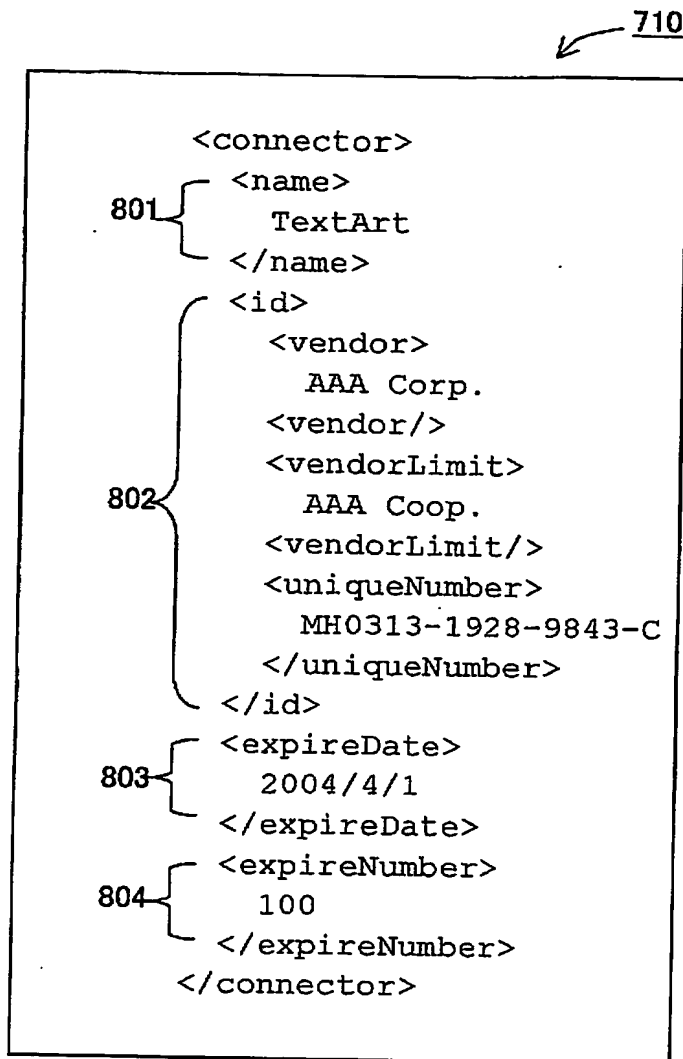 710
<connector>
801
<name>
TextArt
</name>
802
<id>
<vendor>
AAA Corp.
<vendor/>
<vendorLimit>
AAA Coop.
<vendorLimit/>
<uniqueNumber>
MH0313-1928-9843-C
</uniqueNumber>
</id>
803
<expireDate>
2004/4/1
</expireDate>
804
<expireNumber>
100
</expireNumber>
</connector>